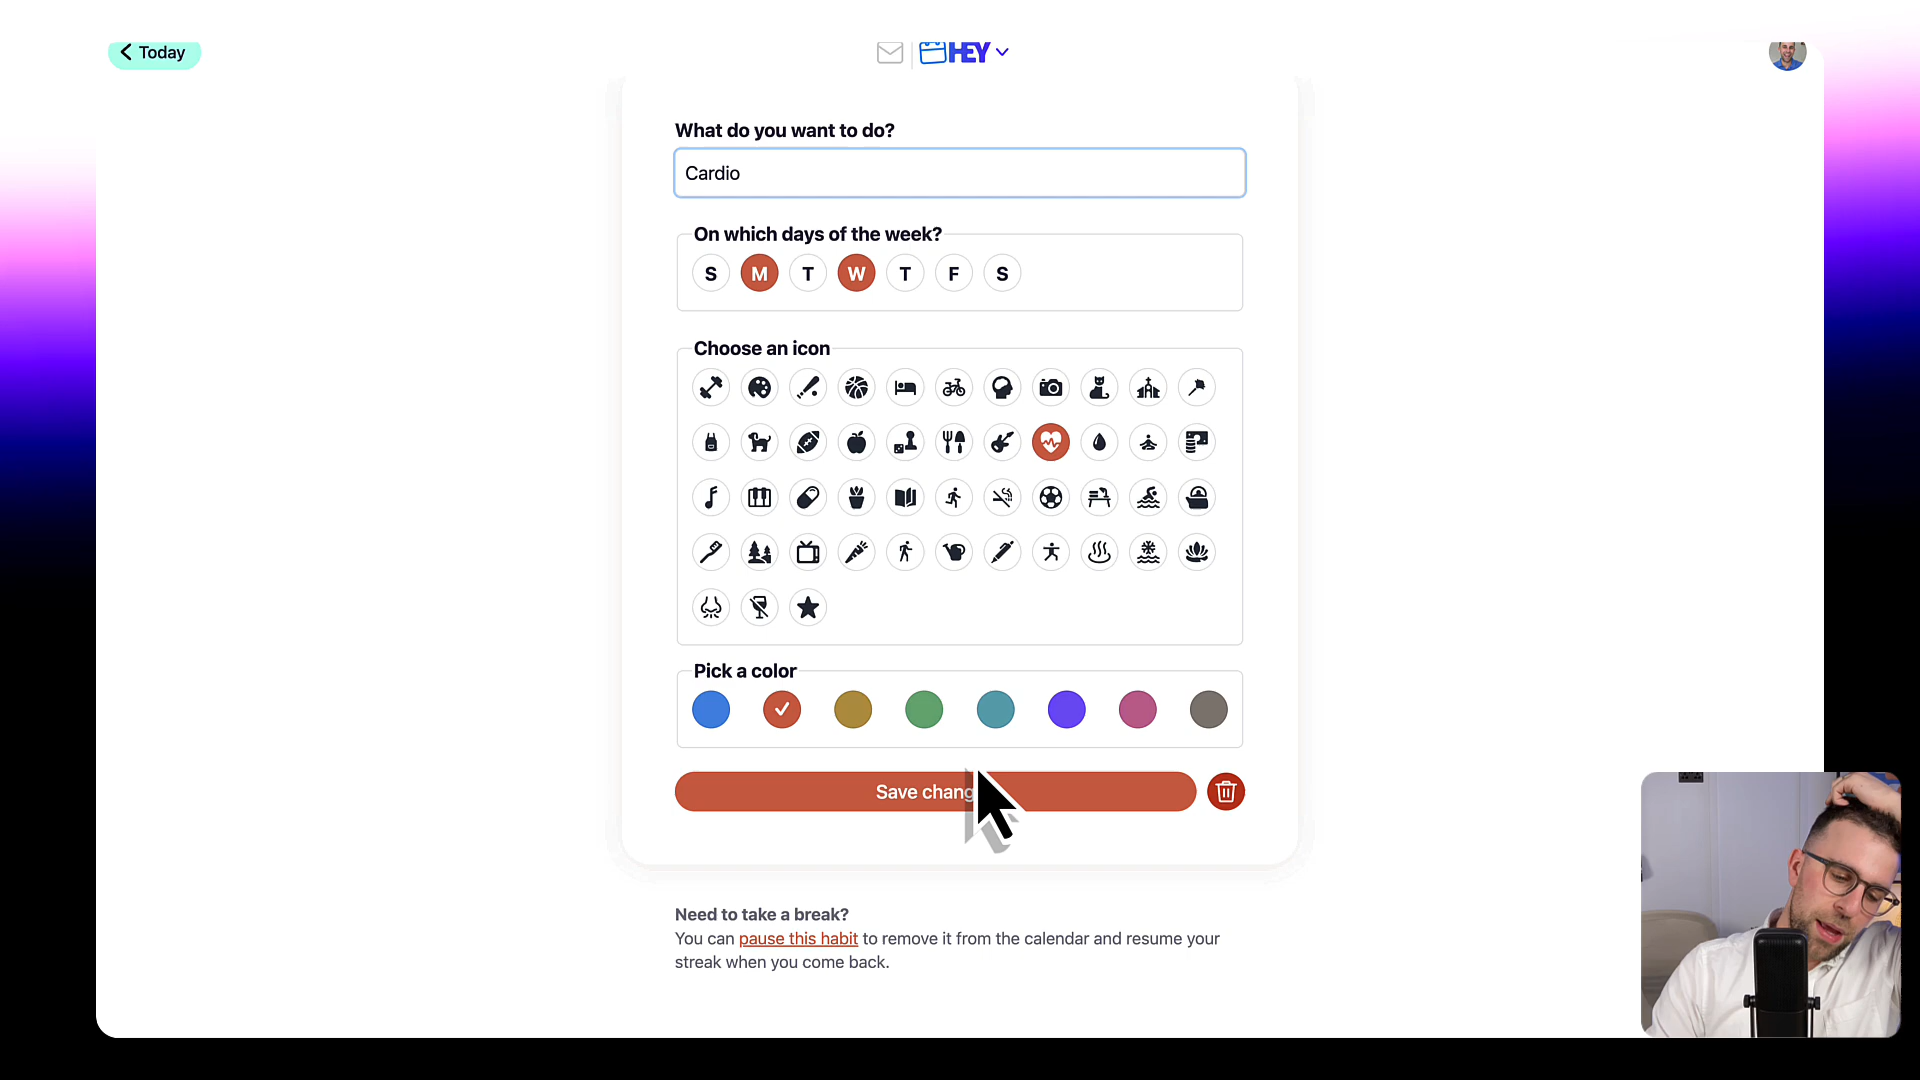 Today
HEY
What do you want to do?
Cardio
On which days of the week?
S M T W T F S
Choose an icon
Pick a color
Save chang
Need to take a break?
You can pause this habit to remove it from the calendar and resume your
streak when you come back.